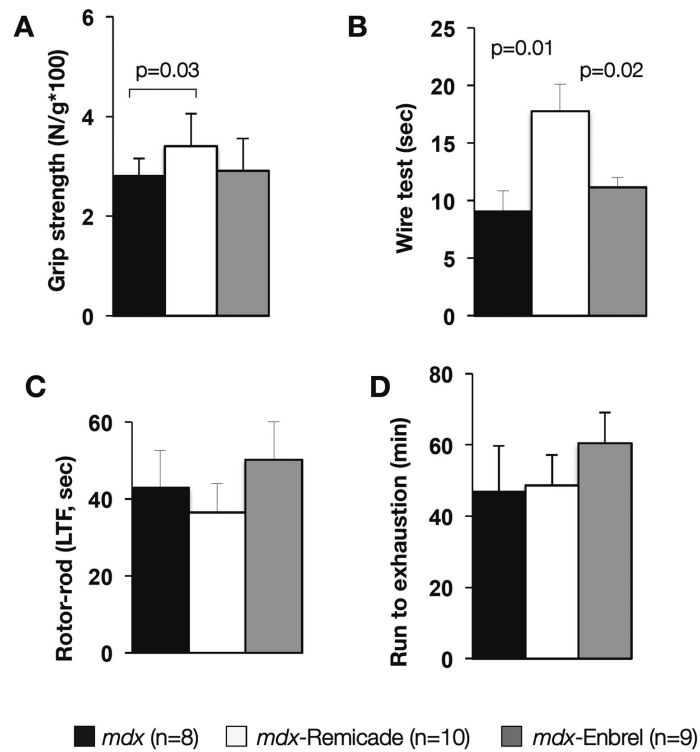 A
Grip strength (N/g*100)
6
4
2
0
p=0.03
B
Wire test (sec)
25
20
15
10
5
0
p=0.01
p=0.02
C
Rotor-rod (LTF, sec)
60
40
20
0
D
Run to exhaustion (min)
80
60
40
20
0
mdx (n=8) mdx-Remicade (n=10) mdx-Enbrel (n=9)